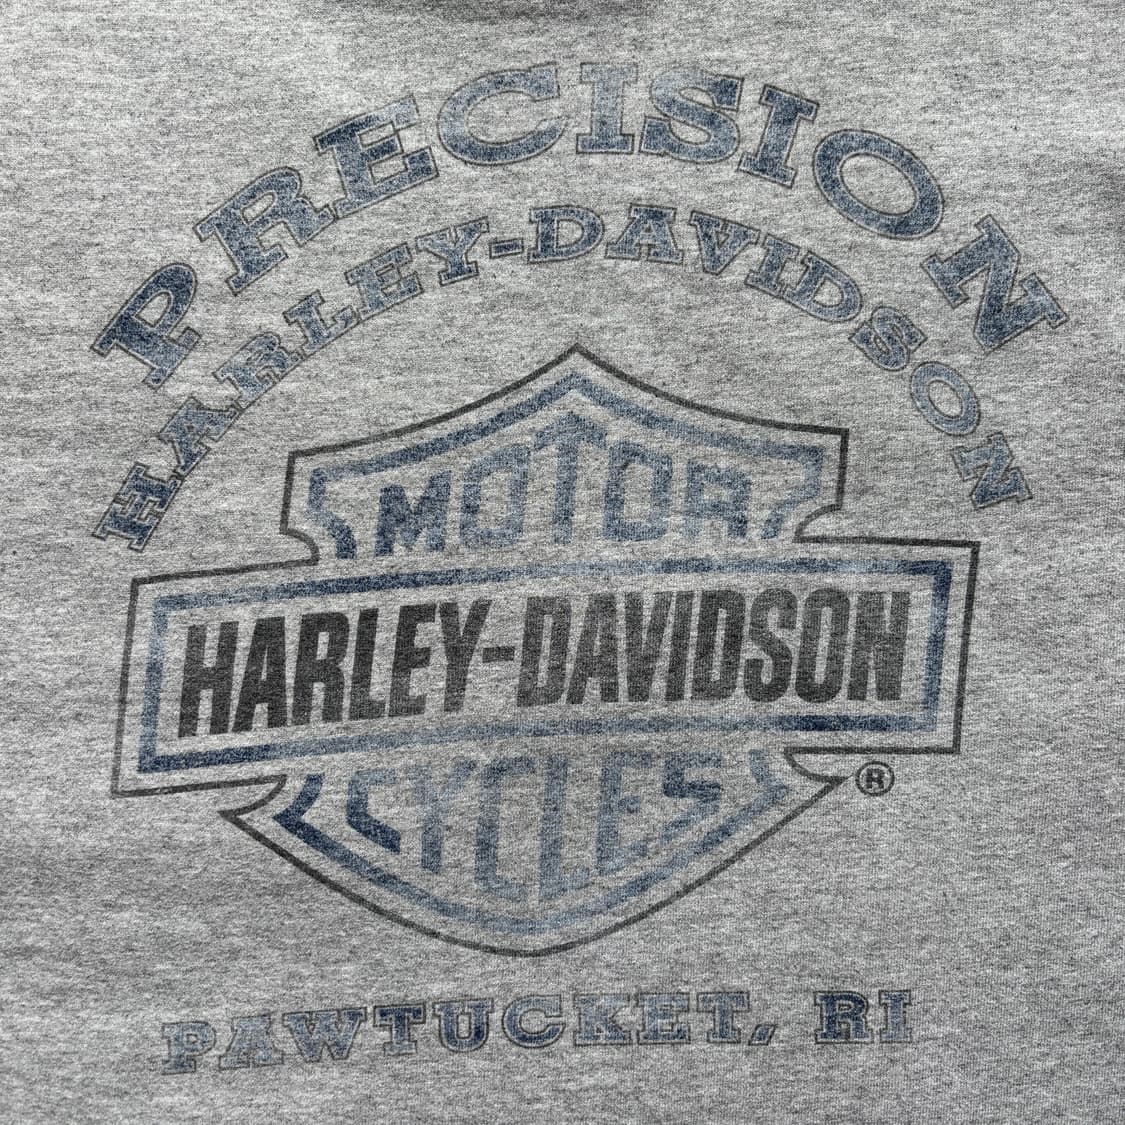 PRECISION
HARLEY-DAVIDSON
MOTOR
HARLEY-DAVIDSON
CYCLES
®
PAWTUCKET, RI